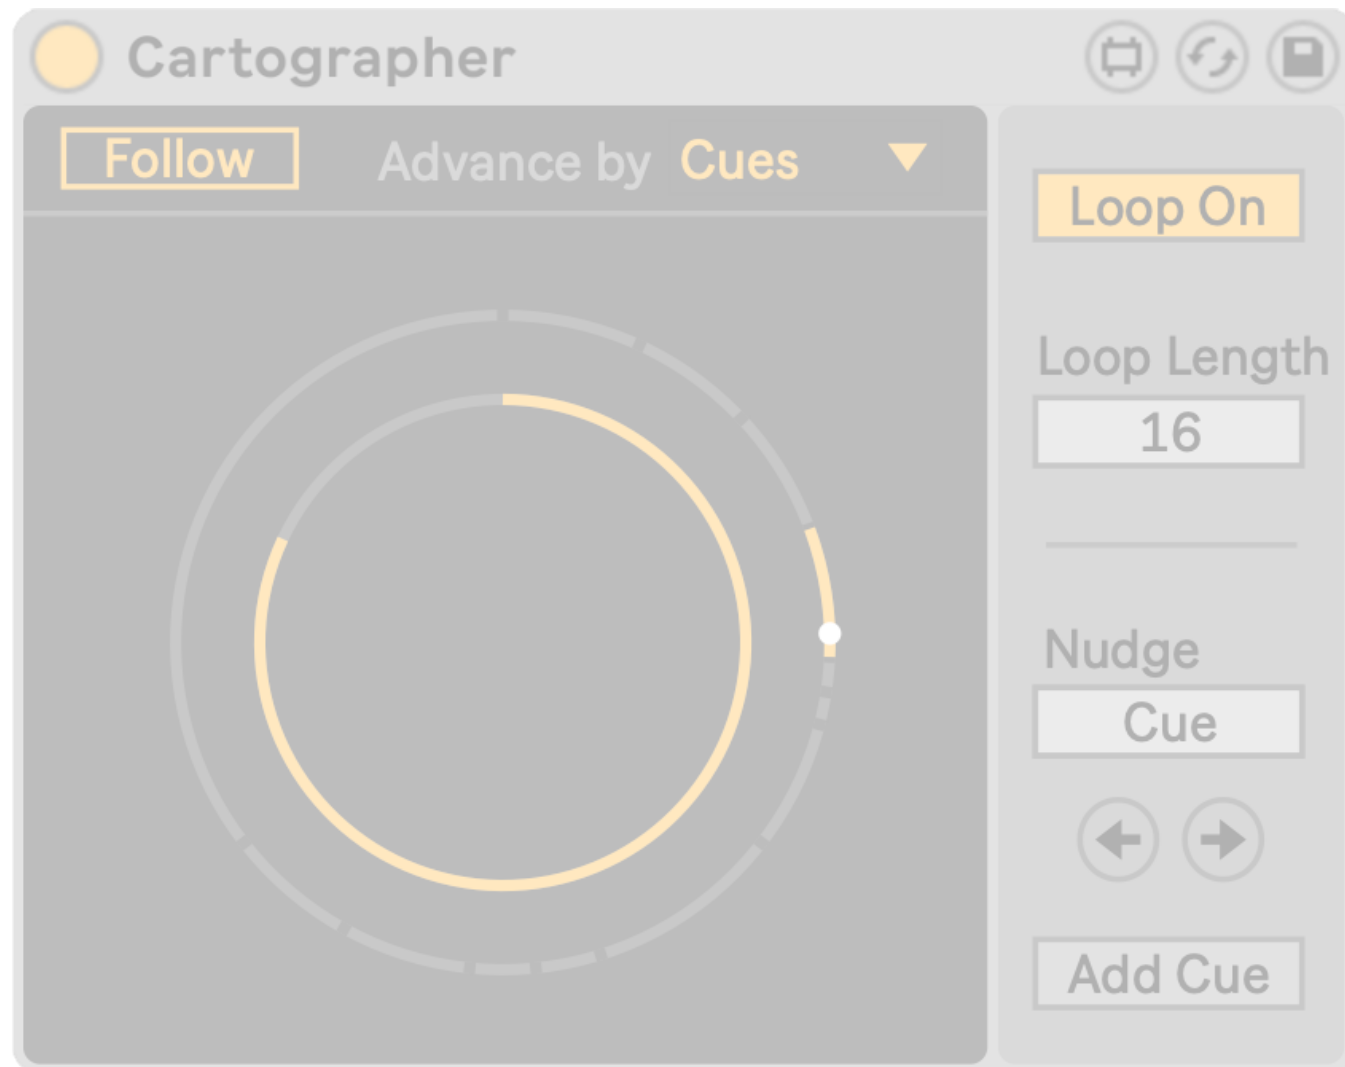 Cartographer
Follow
Advance by Cues
Loop On
Loop Length
16
Nudge
Cue
Add Cue